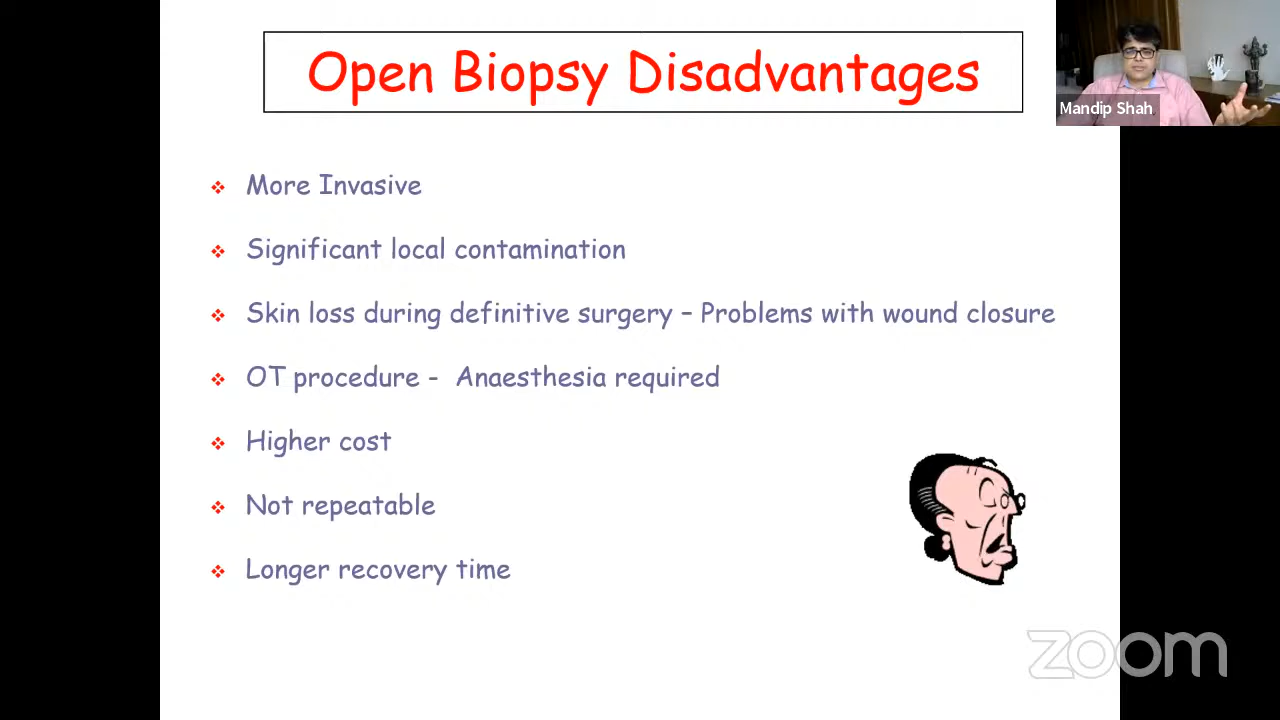 Open Biopsy Disadvantages
Mandip Shah
More Invasive
Significant local contamination
Skin loss during definitive surgery – Problems with wound closure
OT procedure - Anaesthesia required
Higher cost
Not repeatable
Longer recovery time
zoom